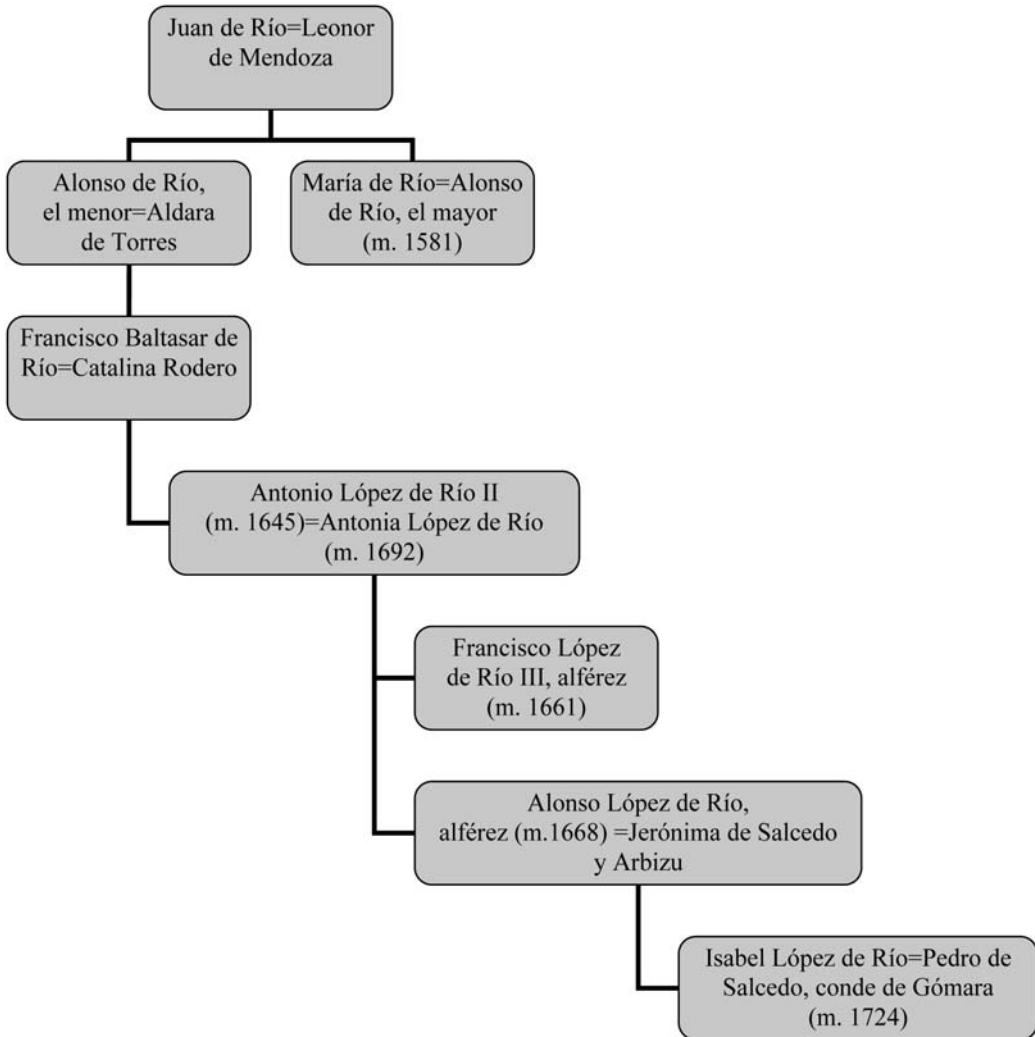 Juan de Río=Leonor
de Mendoza
Alonso de Río,
el menor=Aldara
de Torres
María de Río=Alonso
de Río, el mayor
(m. 1581)
Francisco Baltasar de
Río=Catalina Rodero
Antonio López de Río II
(m. 1645)=Antonia López de Río
(m. 1692)
Francisco López
de Río III, alférez
(m. 1661)
Alonso López de Río,
alférez (m.1668) =Jerónima de Salcedo
y Arbizu
Isabel López de Río=Pedro de
Salcedo, conde de Gómara
(m. 1724)